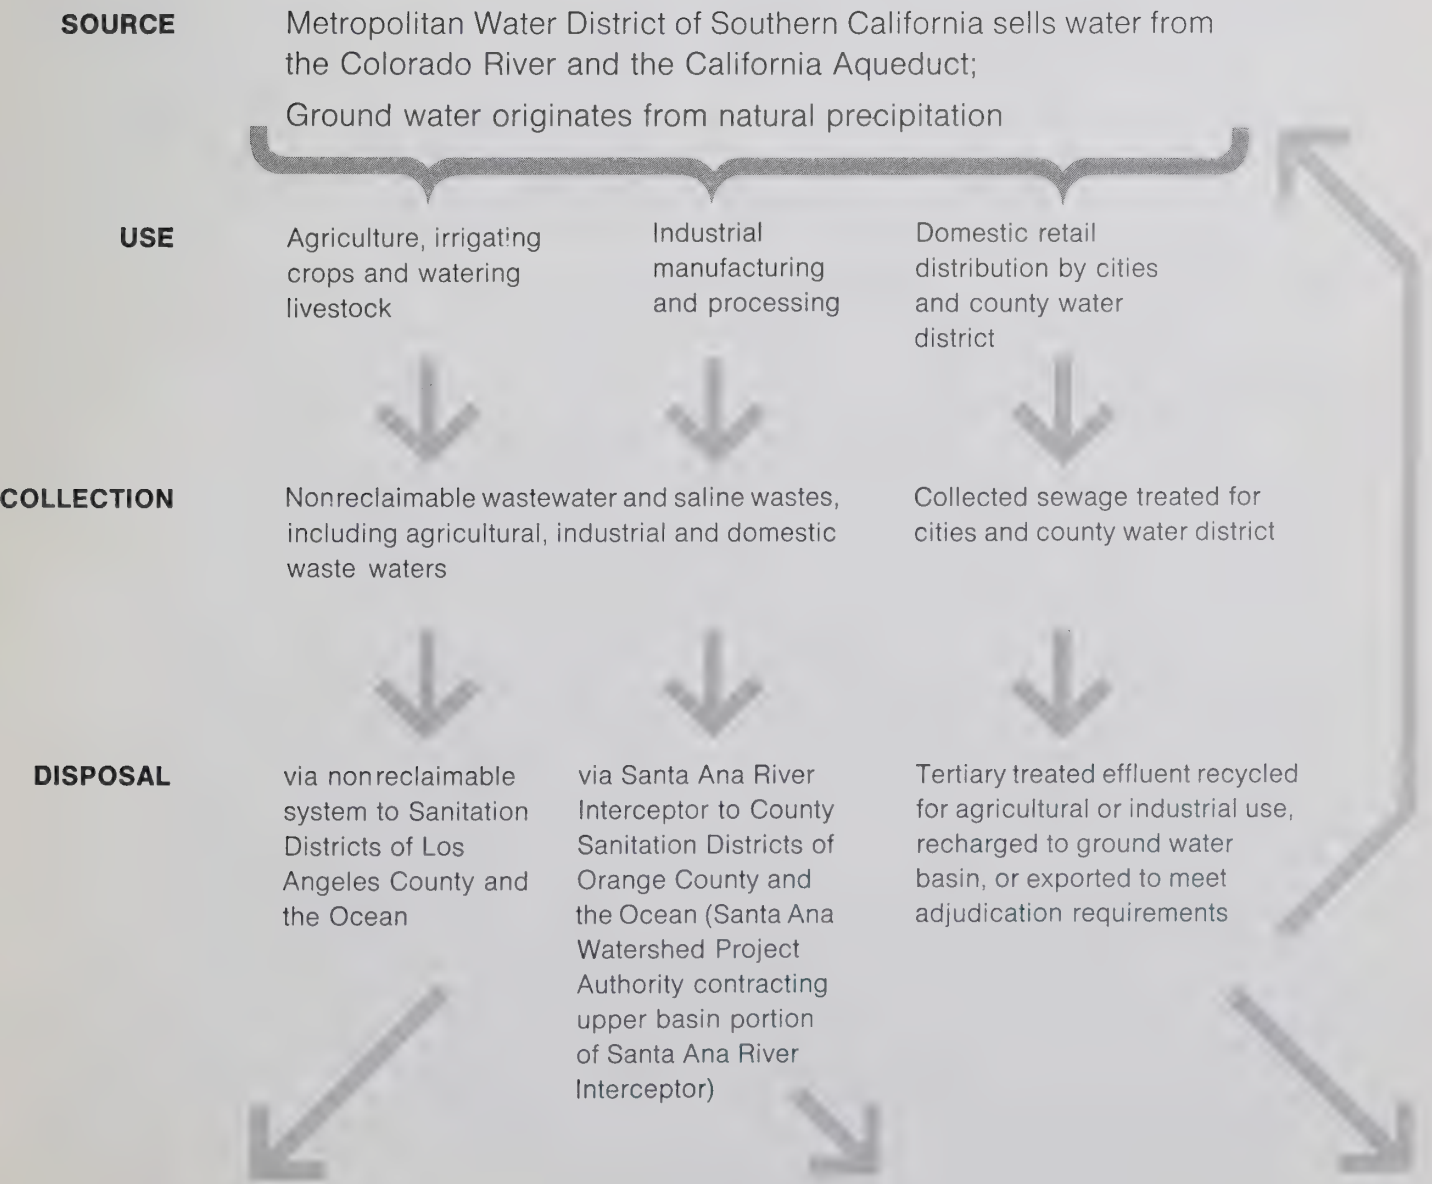 SOURCE
Metropolitan Water District of Southern California sells water from
the Colorado River and the California Aqueduct;
Ground water originates from natural precipitation
USE
Agriculture, irrigating
crops and watering
livestock
Industrial
manufacturing
and processing
Domestic retail
distribution by cities
and county water
district
COLLECTION
Nonreclaimable wastewater and saline wastes,
including agricultural, industrial and domestic
waste waters
Collected sewage treated for
cities and county water district
DISPOSAL
via nonreclaimable
system to Sanitation
Districts of Los
Angeles County and
the Ocean
via Santa Ana River
Interceptor to County
Sanitation Districts of
Orange County and
the Ocean (Santa Ana
Watershed Project
Authority contracting
upper basin portion
of Santa Ana River
Interceptor)
Tertiary treated effluent recycled
for agricultural or industrial use,
recharged to ground water
basin, or exported to meet
adjudication requirements